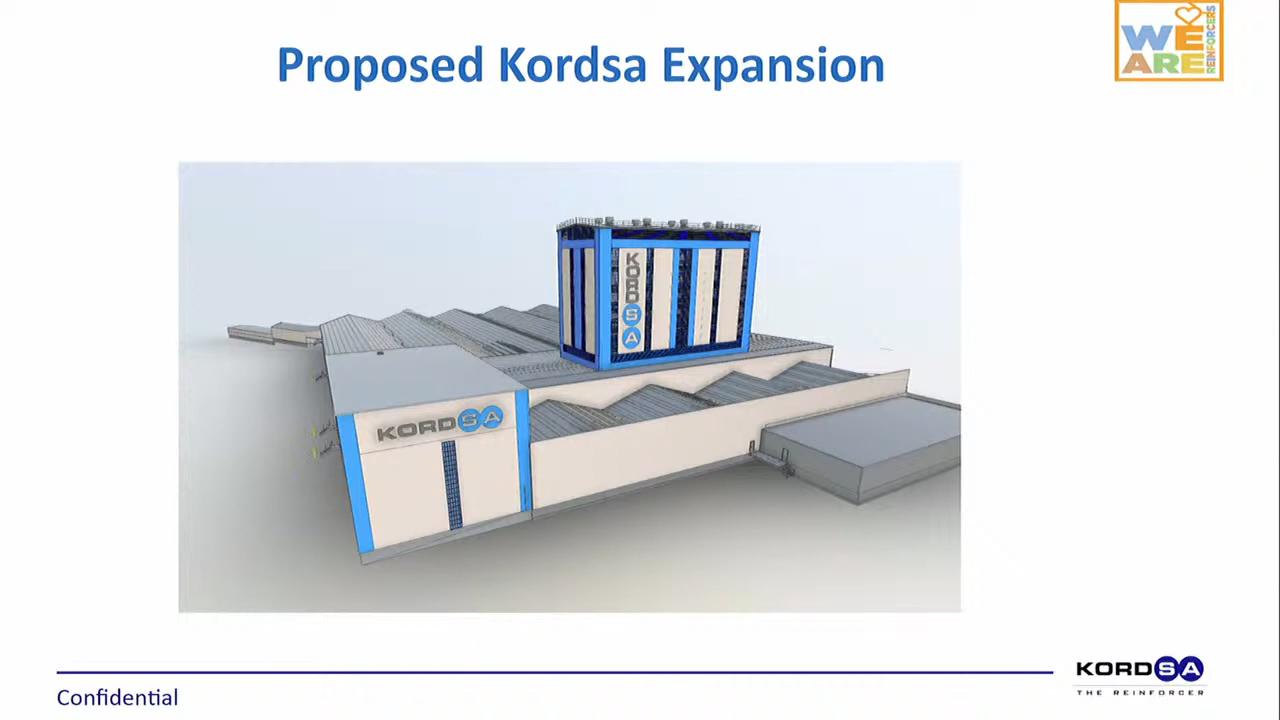 Proposed Kordsa Expansion
WE
ARE
REINFORCERS
KORDSA
KORDSA
Confidential
KORDSA
THE REINFORCER